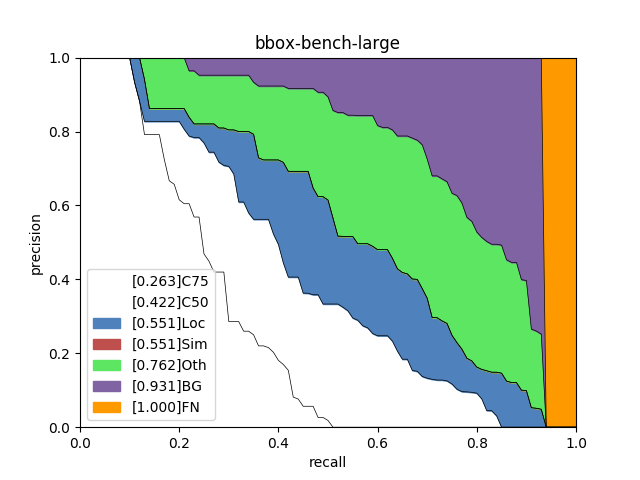 bbox-bench-large
precision
1.0
0.8
0.6
0.4
0.2
0.0
[0.263]C75
[0.422]C50
[0.551]Loc
[0.551]Sim
[0.762]Oth
[0.931]BG
[1.000]FN
0.0 0.2 0.4 0.6 0.8 1.0
recall